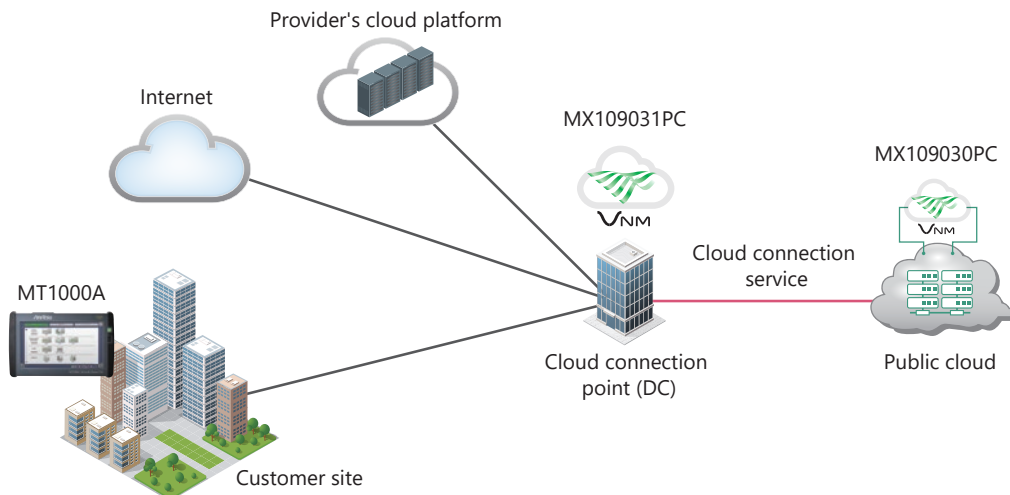 Provider's cloud platform
Internet
MX109031PC
MX109030PC
VNM
VNM
Cloud connection
service
MT1000A
Cloud connection
point (DC)
Public cloud
Customer site